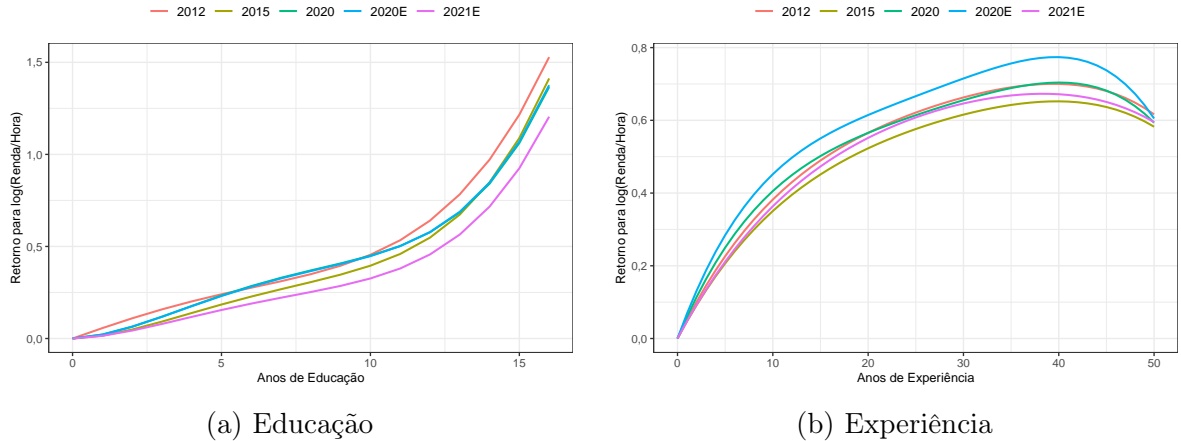 2012 2015 2020 2020E 2021E
Retorno para log(Renda/Hora)
1,5
1,0
0,5
0,0
0 5 10 15
Anos de Educação
(a) Educação
2012 2015 2020 2020E 2021E
Retorno para log(Renda/Hora)
0,8
0,6
0,4
0,2
0,0
0 10 20 30 40 50
Anos de Experiência
(b) Experiência